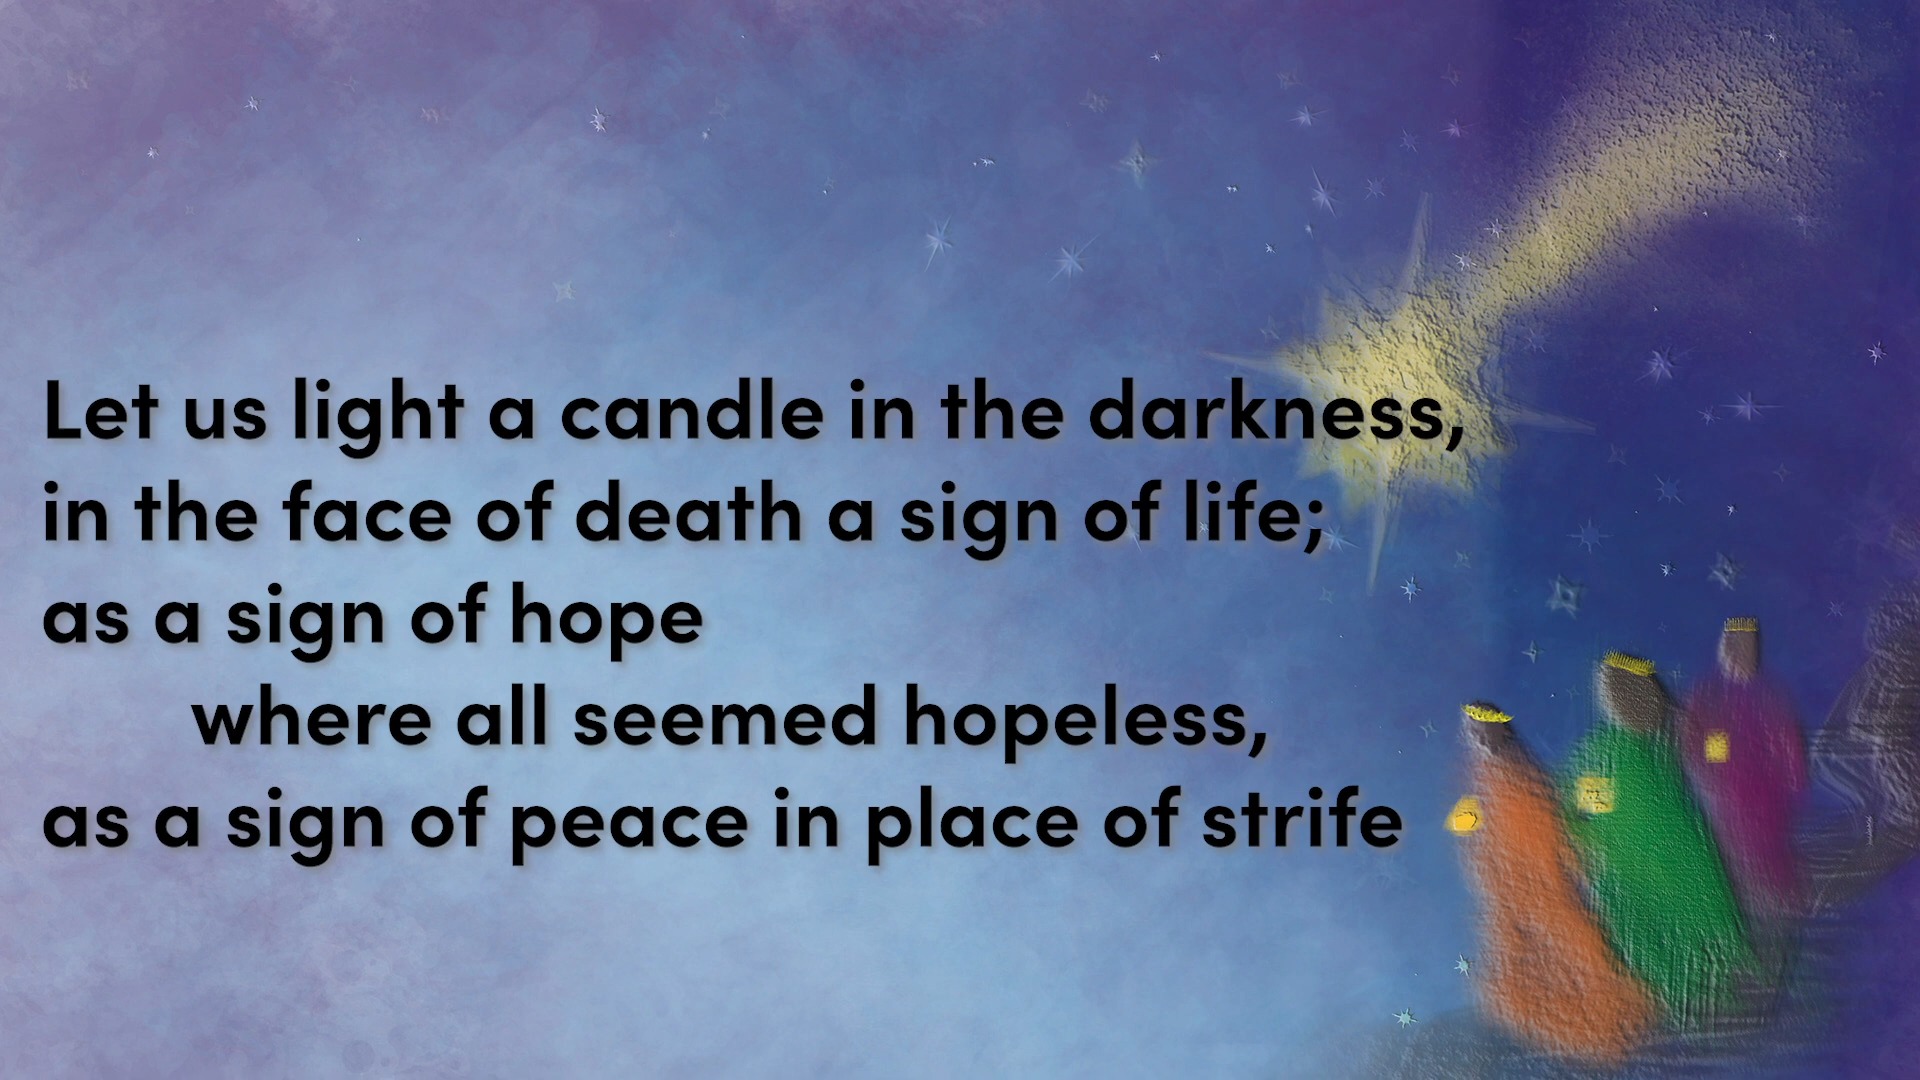 Let us light a candle in the darkness,
in the face of death a sign of life;
as a sign of hope
where all seemed hopeless,
as a sign of peace in place of strife